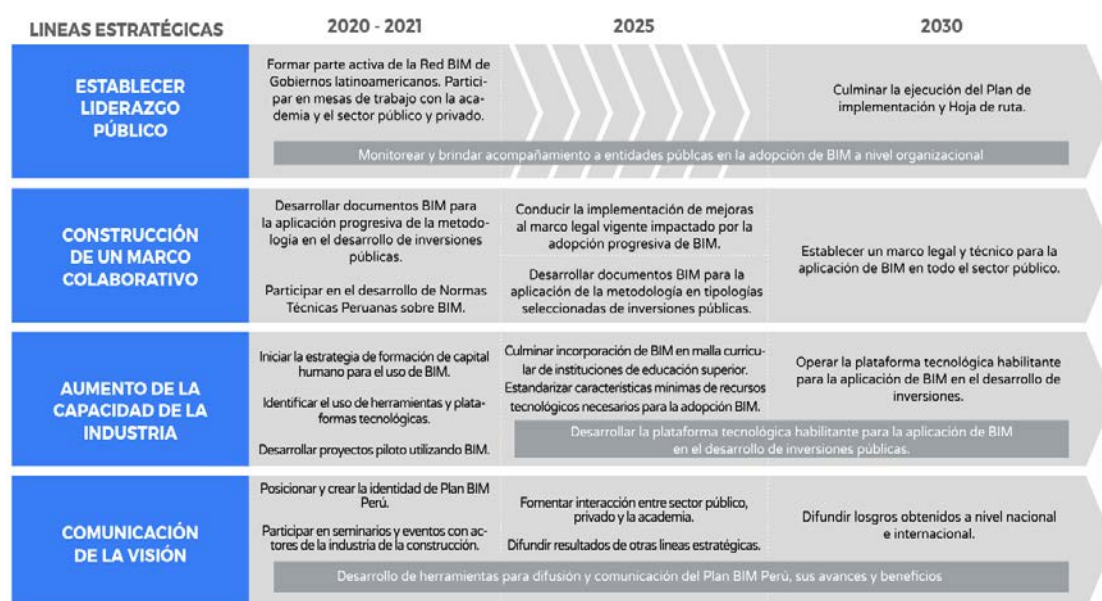 LINEAS ESTRATÉGICAS
2020 - 2021
2025
2030
ESTABLECER
LIDERAZGO
PÚBLICO
Formar parte activa de la Red BIM de
Gobiernos latinoamericanos. Partici-
par en mesas de trabajo con la aca-
demia y el sector público y privado.
Culminar la ejecución del Plan de
implementación y Hoja de ruta.
Monitorear y brindar acompañamiento a entidades públcas en la adopción de BIM a nivel organizacional
CONSTRUCCIÓN
DE UN MARCO
COLABORATIVO
Desarrollar documentos BIM para
la aplicación progresiva de la metodo-
logía en el desarrollo de inversiones
públicas.
Participar en el desarrollo de Normas
Técnicas Peruanas sobre BIM.
Conducir la implementación de mejoras
al marco legal vigente impactado por la
adopción progresiva de BIM.
Desarrollar documentos BIM para la
aplicación de la metodología en tipologías
seleccionadas de inversiones públicas.
Establecer un marco legal y técnico para la
aplicación de BIM en todo el sector público.
AUMENTO DE LA
CAPACIDAD DE LA
INDUSTRIA
Iniciar la estrategia de formación de capital
humano para el uso de BIM.
Identificar el uso de herramientas y plata-
formas tecnológicas.
Desarrollar proyectos piloto utilizando BIM.
Culminar incorporación de BIM en malla curricu-
lar de instituciones de educación superior.
Estandarizar características mínimas de recursos
tecnológicos necesarios para la adopción BIM.
Operar la plataforma tecnológica habilitante
para la aplicación de BIM en el desarrollo de
inversiones.
Desarrollar la plataforma tecnológica habilitante para la aplicación de BIM
en el desarrollo de inversiones públicas.
COMUNICACIÓN
DE LA VISIÓN
Posicionar y crear la identidad de Plan BIM
Perú.
Participar en seminarios y eventos con ac-
tores de la industria de la construcción.
Fomentar interacción entre sector público,
privado y la academia.
Difundir resultados de otras lineas estratégicas.
Difundir losgros obtenidos a nivel nacional
e internacional.
Desarrollo de herramientas para difusión y comunicación del Plan BIM Perú, sus avances y beneficios